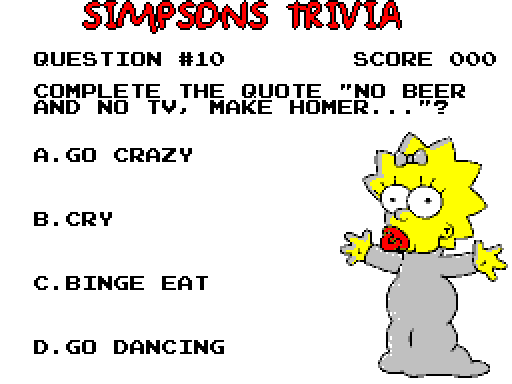 SIMPSONS TRIVIA
QUESTION #10 SCORE 000
COMPLETE THE QUOTE "NO BEER
AND NO TV, MAKE HOMER..."?
A.GO CRAZY
B.CRY
C.BINGE EAT
D.GO DANCING